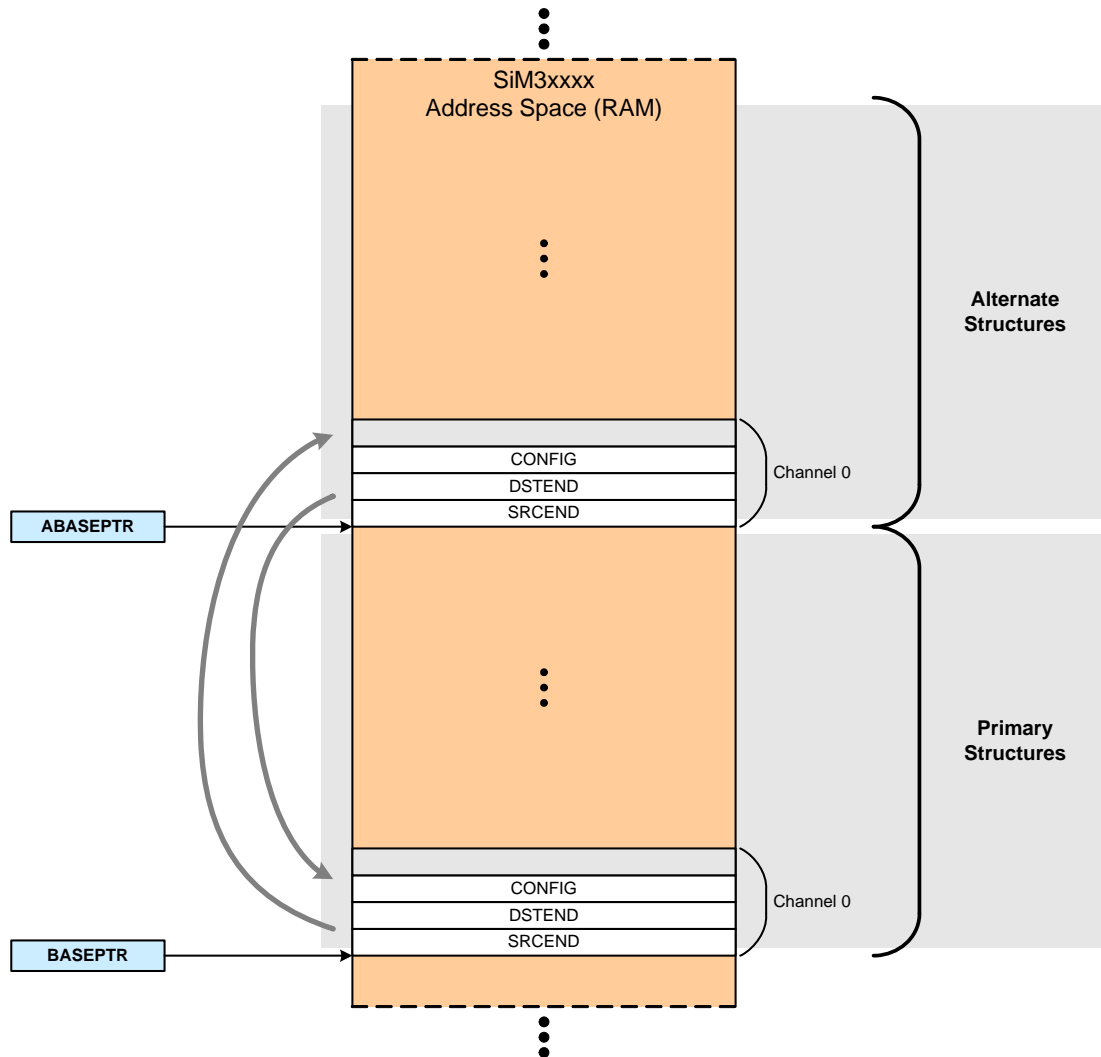 SiM3xxxx
Address Space (RAM)
Alternate
Structures
CONFIG
DSTEND
SRCEND
Channel 0
ABASEPTR
Primary
Structures
CONFIG
DSTEND
SRCEND
Channel 0
BASEPTR